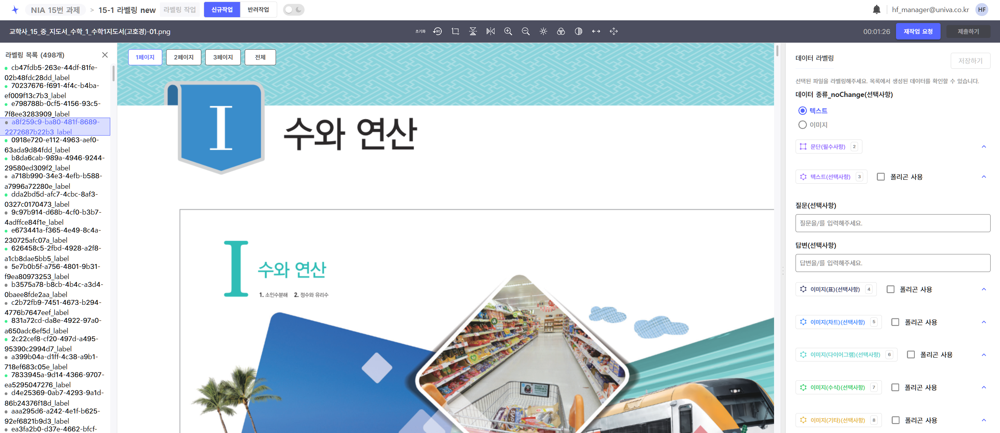 NIA 15번 과제 > 15-1 라벨링 new 라벨링 작업 신규작업 반려작업 hf_manager@univa.co.kr HF
교학사_15_중_지도서_수학_1_수학1지도서(고호경)-01.png 초기화 90 00:01:26 재작업 요청 제출하기
라벨링 목록 (498개)
cb47fdb5-263e-44df-81fe-
02b48fdc28dd_label
70237676-f691-4f4c-b4ba-
ef009f13c7b3_label
e798788b-0cf5-4156-93c5-
7f8ee3283909_label
a8f259c9-ba80-481f-8689-
2272687b22b3_label
0918e720-e112-4963-aef0-
63ada9d84fdd_label
b8da6cab-989a-4946-9244-
29580ed309f2_label
a718b990-34e3-4efb-b588-
a7996a72280e_label
dda2bd5d-afc7-4cbc-8af3-
0327c0170473_label
9c97b914-d68b-4cf0-b3b7-
4adffce84f1e_label
e673441a-f365-4e49-8c4a-
230725afc07a_label
626458c5-2fbd-4928-a2f8-
a1cb8dae5bb5_label
5e7b0b5f-a756-4801-9b31-
f9ea80973253_label
b3575a78-b8cb-4b4c-a3d4-
0baee8fde2aa_label
c2b72fb9-7451-4673-b294-
4776b7647eef_label
831a72cd-da8e-4922-97a0-
a650adc6ef5d_label
2c22cef8-cf20-497d-a495-
95390c2994d7_label
a399b04a-d1ff-4c38-a9b1-
718ef683c05e_label
7833945a-9d14-4366-9707-
ea5295047276_label
d4e25369-0ab7-4293-9a1d-
86b24376f18d_label
aaa295d6-a242-4e1f-b625-
92ef6821b9d3_label
ea3fa2b0-d37e-4662-bfcf-
1페이지 2페이지 3페이지 전체
I 수와 연산
I 수와 연산
1. 소인수분해 2. 정수와 유리수
MAKE 30
DRINKS
ANYWHERE
데이터 라벨링 저장하기
선택된 파일을 라벨링해주세요. 목록에서 생성된 데이터를 확인할 수 있습니다.
데이터 종류_noChange(선택사항)
텍스트
이미지
문단(필수사항) 2
텍스트(선택사항) 3 폴리곤 사용
질문(선택사항)
질문을/를 입력해주세요.
답변(선택사항)
답변을/를 입력해주세요.
이미지(표)(선택사항) 4 폴리곤 사용
이미지(차트)(선택사항) 5 폴리곤 사용
이미지(다이어그램)(선택사항) 6 폴리곤 사용
이미지(수식)(선택사항) 7 폴리곤 사용
이미지(기타)(선택사항) 8 폴리곤 사용